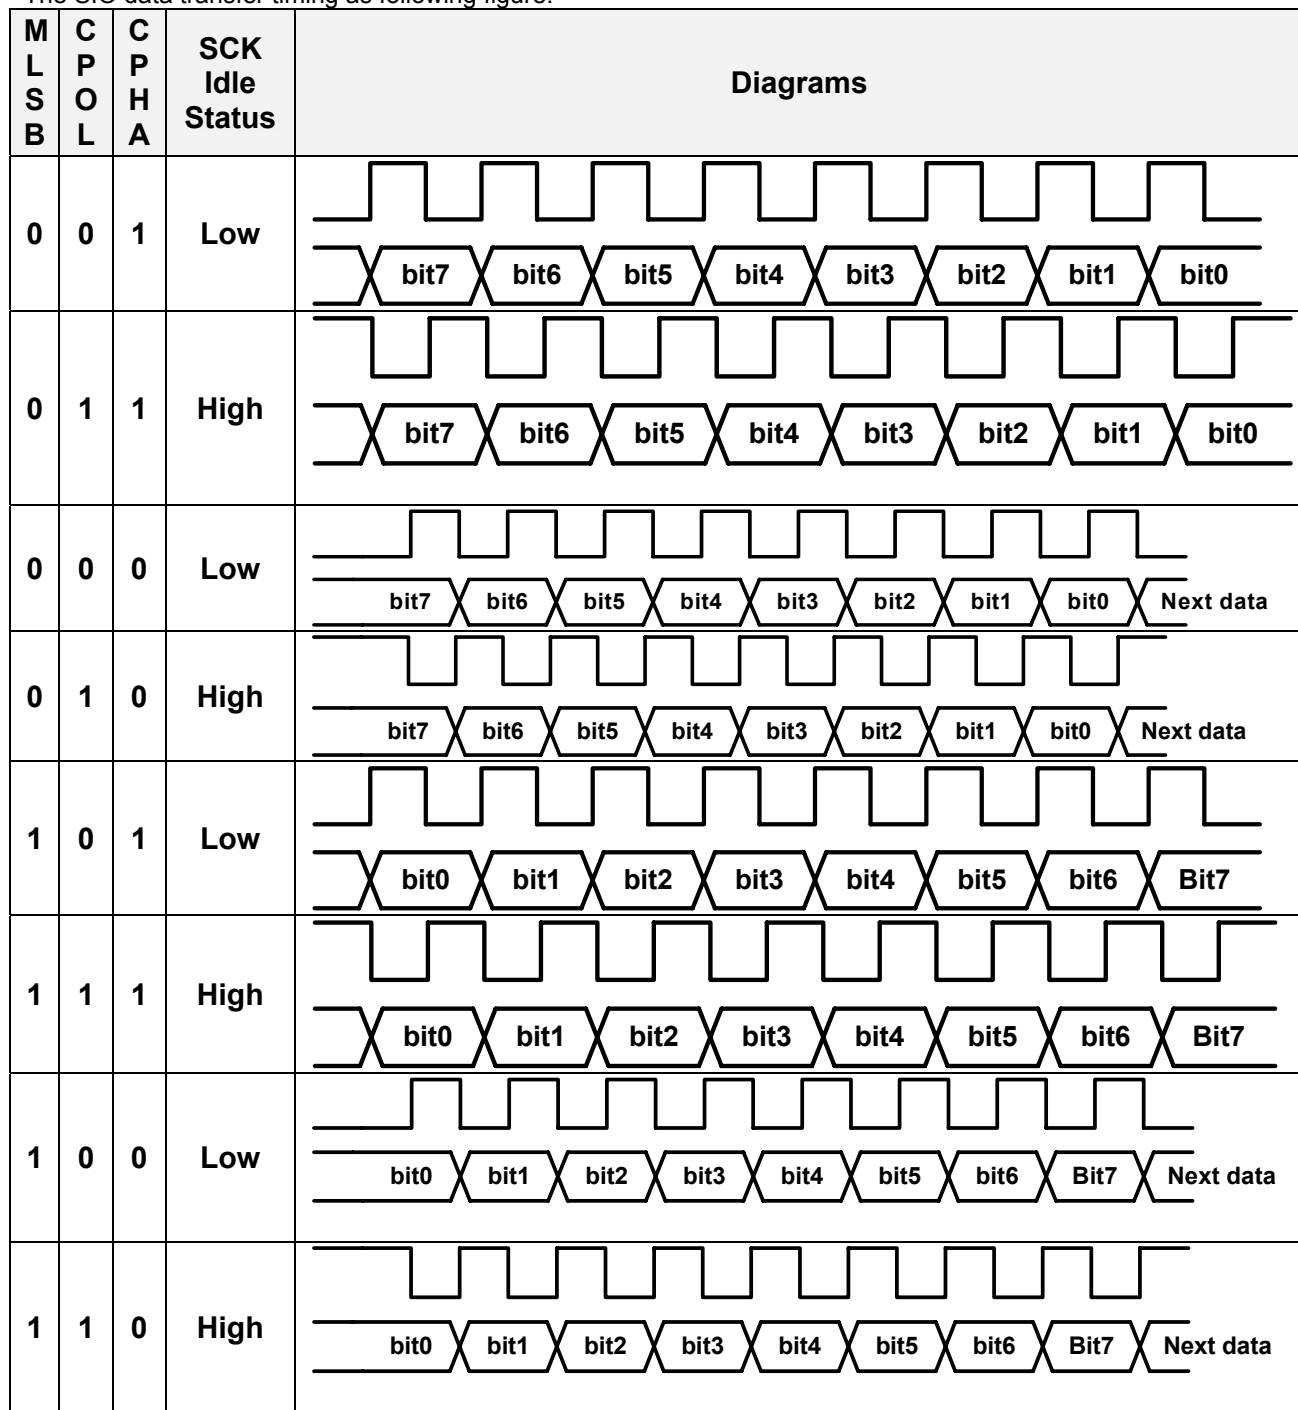 The SIO data transfer timing as following figure:
MLSB CPOL CPHA SCK Idle Status Diagrams
0 0 1 Low
bit7 bit6 bit5 bit4 bit3 bit2 bit1 bit0
0 1 1 High
bit7 bit6 bit5 bit4 bit3 bit2 bit1 bit0
0 0 0 Low
bit7 bit6 bit5 bit4 bit3 bit2 bit1 bit0 Next data
0 1 0 High
bit7 bit6 bit5 bit4 bit3 bit2 bit1 bit0 Next data
1 0 1 Low
bit0 bit1 bit2 bit3 bit4 bit5 bit6 Bit7
1 1 1 High
bit0 bit1 bit2 bit3 bit4 bit5 bit6 Bit7
1 0 0 Low
bit0 bit1 bit2 bit3 bit4 bit5 bit6 Bit7 Next data
1 1 0 High
bit0 bit1 bit2 bit3 bit4 bit5 bit6 Bit7 Next data